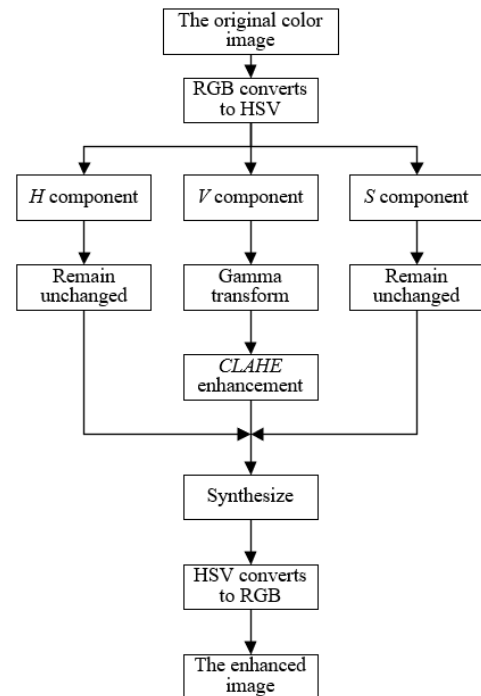 The original color
image
RGB converts
to HSV
H component
V component
S component
Remain
unchanged
Gamma
transform
Remain
unchanged
CLAHE
enhancement
Synthesize
HSV converts
to RGB
The enhanced
image